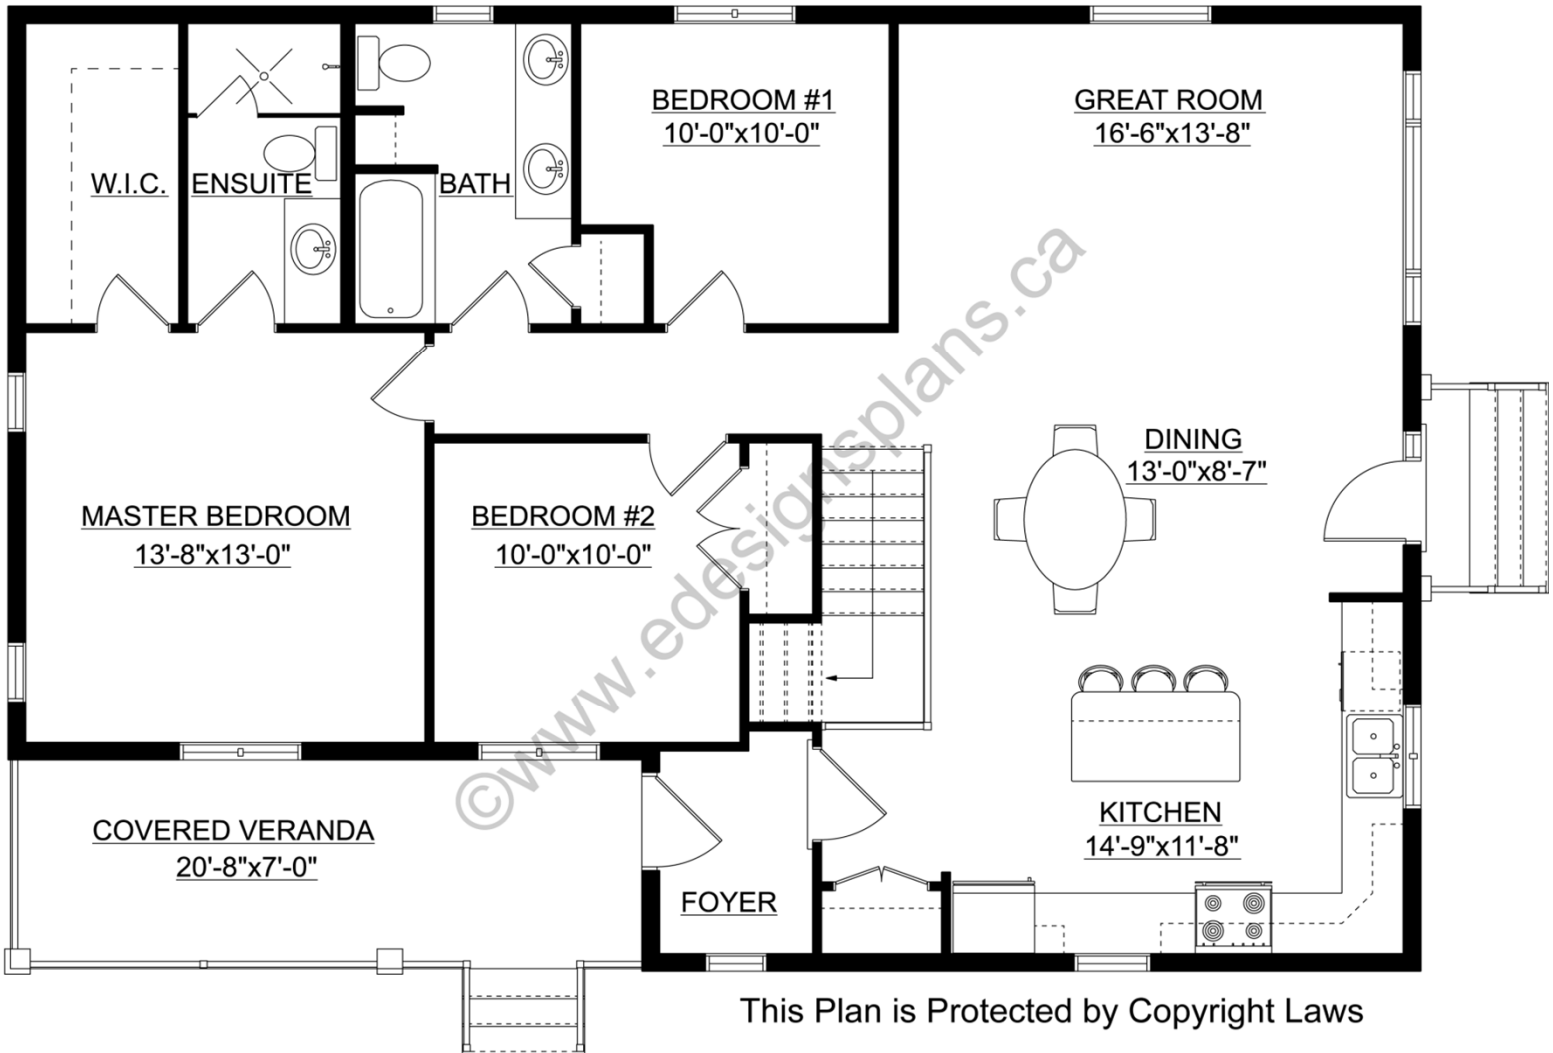 BEDROOM #1
10'-0"x10'-0"
GREAT ROOM
16'-6"x13'-8"
W.I.C.
ENSUITE
BATH
DINING
13'-0"x8'-7"
MASTER BEDROOM
13'-8"x13'-0"
BEDROOM #2
10'-0"x10'-0"
©www.edesignsplans.ca
KITCHEN
14'-9"x11'-8"
COVERED VERANDA
20'-8"x7'-0"
FOYER
This Plan is Protected by Copyright Laws